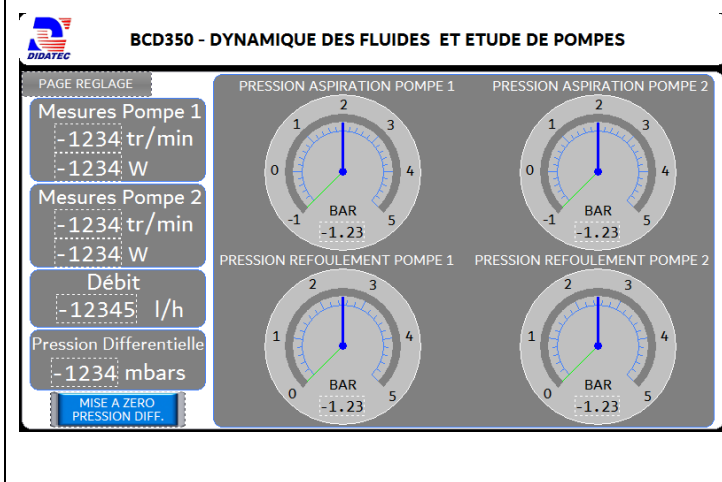 DIDATEC
BCD350 - DYNAMIQUE DES FLUIDES ET ETUDE DE POMPES
PAGE REGLAGE
Mesures Pompe 1
-1234 tr/min
-1234 W
Mesures Pompe 2
-1234 tr/min
-1234 W
Débit
-12345 l/h
Pression Differentielle
-1234 mbars
MISE A ZERO
PRESSION DIFF.
PRESSION ASPIRATION POMPE 1
-1 0 1 2 3 4 5
BAR
-1.23
PRESSION ASPIRATION POMPE 2
-1 0 1 2 3 4 5
BAR
-1.23
PRESSION REFOULEMENT POMPE 1
0 1 2 3 4 5
BAR
-1.23
PRESSION REFOULEMENT POMPE 2
0 1 2 3 4 5
BAR
-1.23